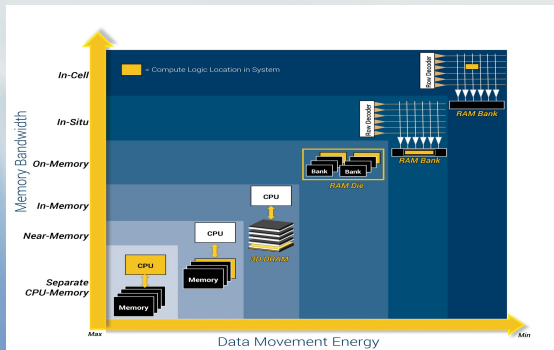 Memory Bandwidth
In-Cell
In-Situ
On-Memory
In-Memory
Near-Memory
Separate
CPU-Memory
= Compute Logic Location in System
Row Decoder
RAM Bank
Row Decoder
RAM Bank
Bank
Bank
RAM Die
CPU
3D DRAM
CPU
Memory
CPU
Memory
Max
Min
Data Movement Energy